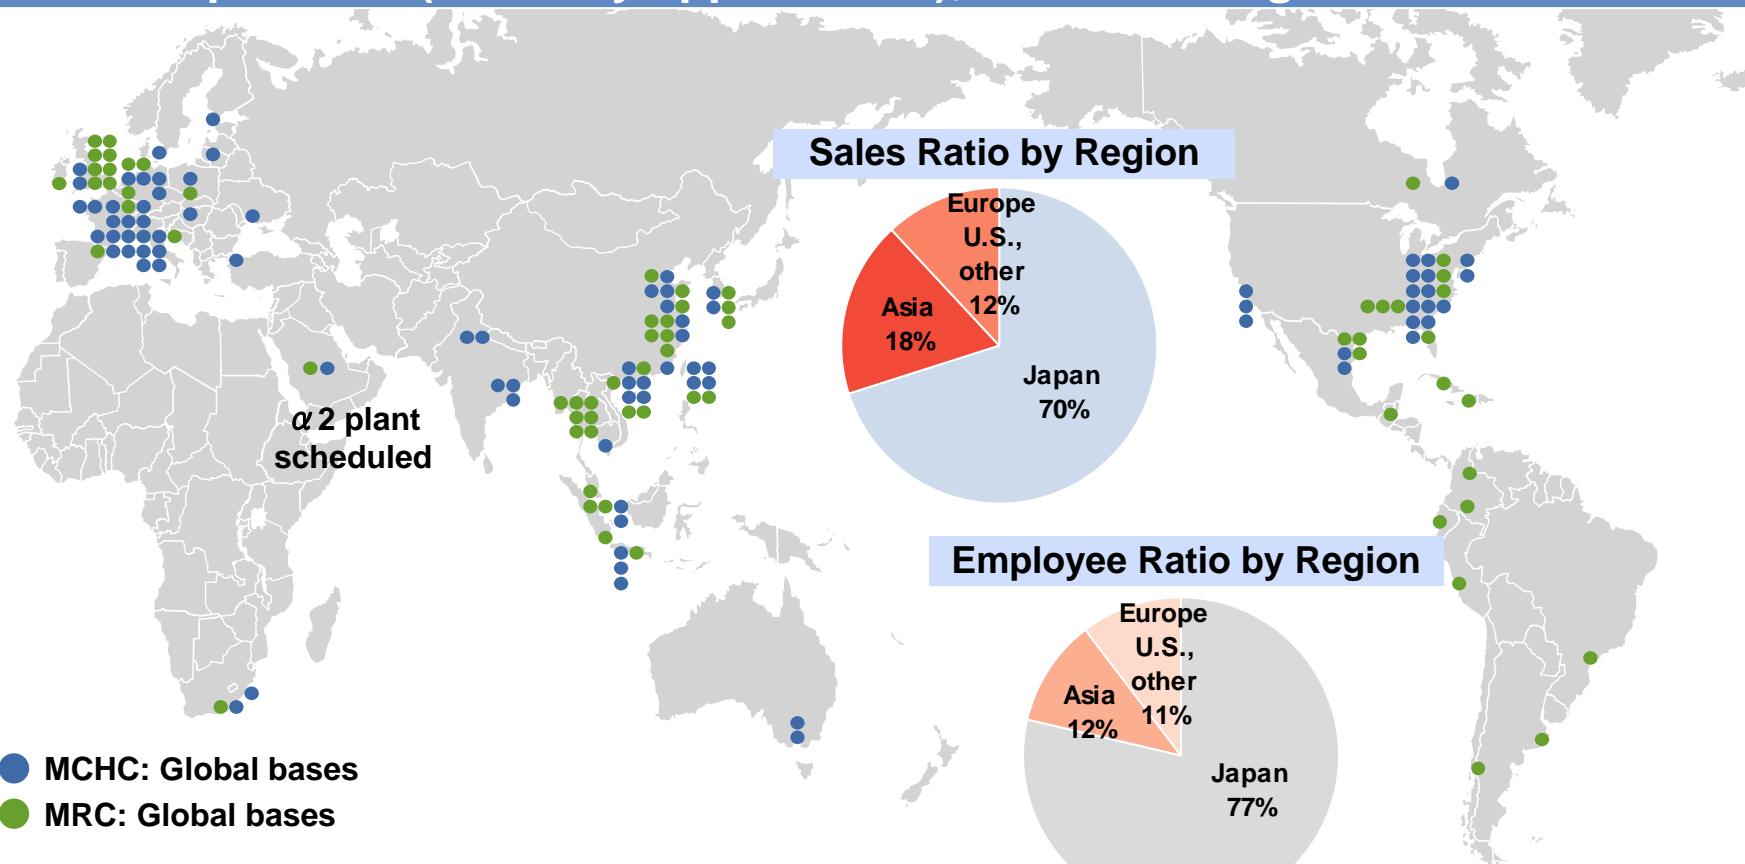 Sales Ratio by Region
Europe
U.S.,
other
12%
Asia
18%
Japan
70%
α2 plant
scheduled
Employee Ratio by Region
Europe
U.S.,
other
11%
Asia
12%
Japan
77%
MCHC: Global bases
MRC: Global bases